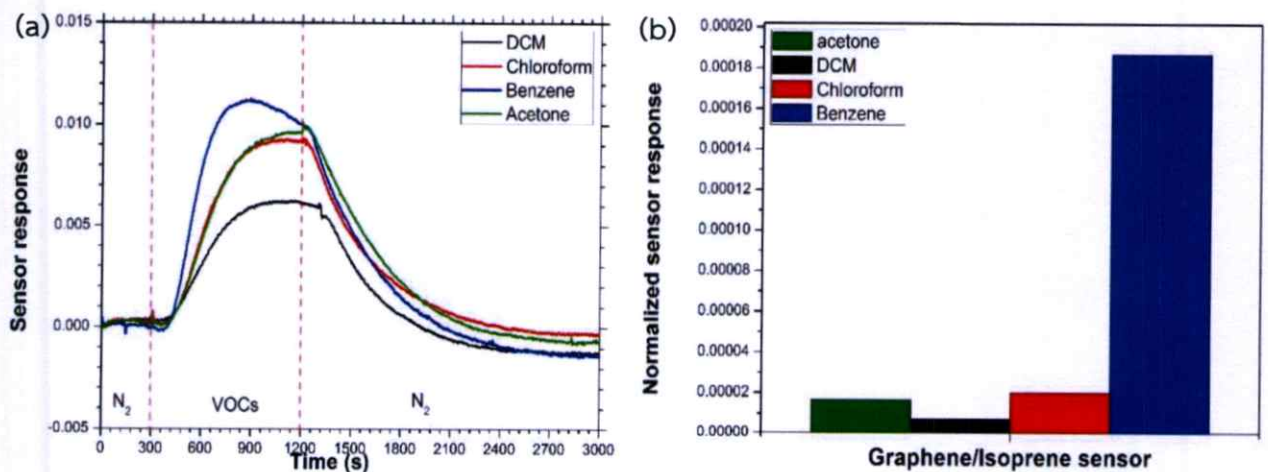 (a)
Sensor response
0.015
0.010
0.005
0.000
-0.005
DCM
Chloroform
Benzene
Acetone
N2
VOCs
N2
0 300 600 900 1200 1500 1800 2100 2400 2700 3000
Time (s)
(b)
Normalized sensor response
0.00020
0.00018
0.00016
0.00014
0.00012
0.00010
0.00008
0.00006
0.00004
0.00002
0.00000
acetone
DCM
Chloroform
Benzene
Graphene/Isoprene sensor